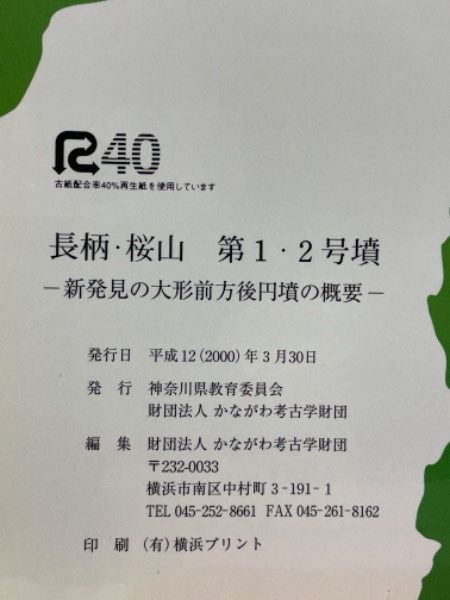 R40
古紙配合率40%再生紙を使用しています
長柄・桜山 第1・2号墳
－新発見の大形前方後円墳の概要－
発行日 平成12(2000)年3月30日
発 行 神奈川県教育委員会
財団法人 かながわ考古学財団
編 集 財団法人 かながわ考古学財団
〒232-0033
横浜市南区中村町3-191-1
TEL 045-252-8661 FAX 045-261-8162
印 刷 (有)横浜プリント